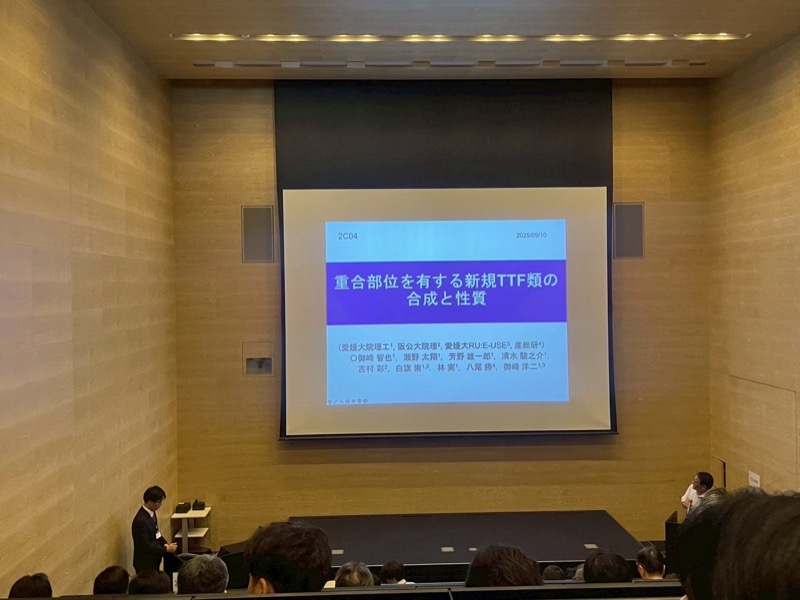 2C04
2025/09/10
重合部位を有する新規TTF類の
合成と性質
(愛媛大院理工¹, 阪公大院理², 愛媛大RU:E-USE³, 産総研⁴)
〇御崎 智也¹, 瀬野 太翔¹, 芳野 雄一郎¹, 清水 駿之介¹,
吉村 彩², 白旗 崇¹,³, 林 実¹, 八尾 勝⁴, 御崎 洋二¹,³